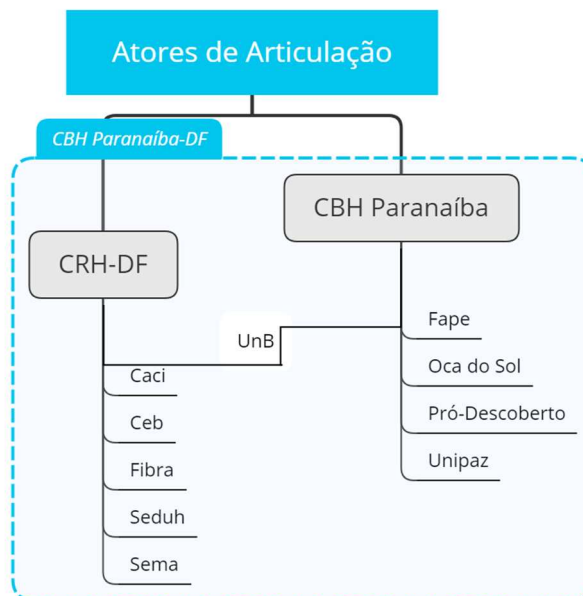 Atores de Articulação
CBH Paranaíba-DF
CBH Paranaíba
CRH-DF
UnB
Fape
Oca do Sol
Pró-Descoberto
Unipaz
Caci
Ceb
Fibra
Seduh
Sema